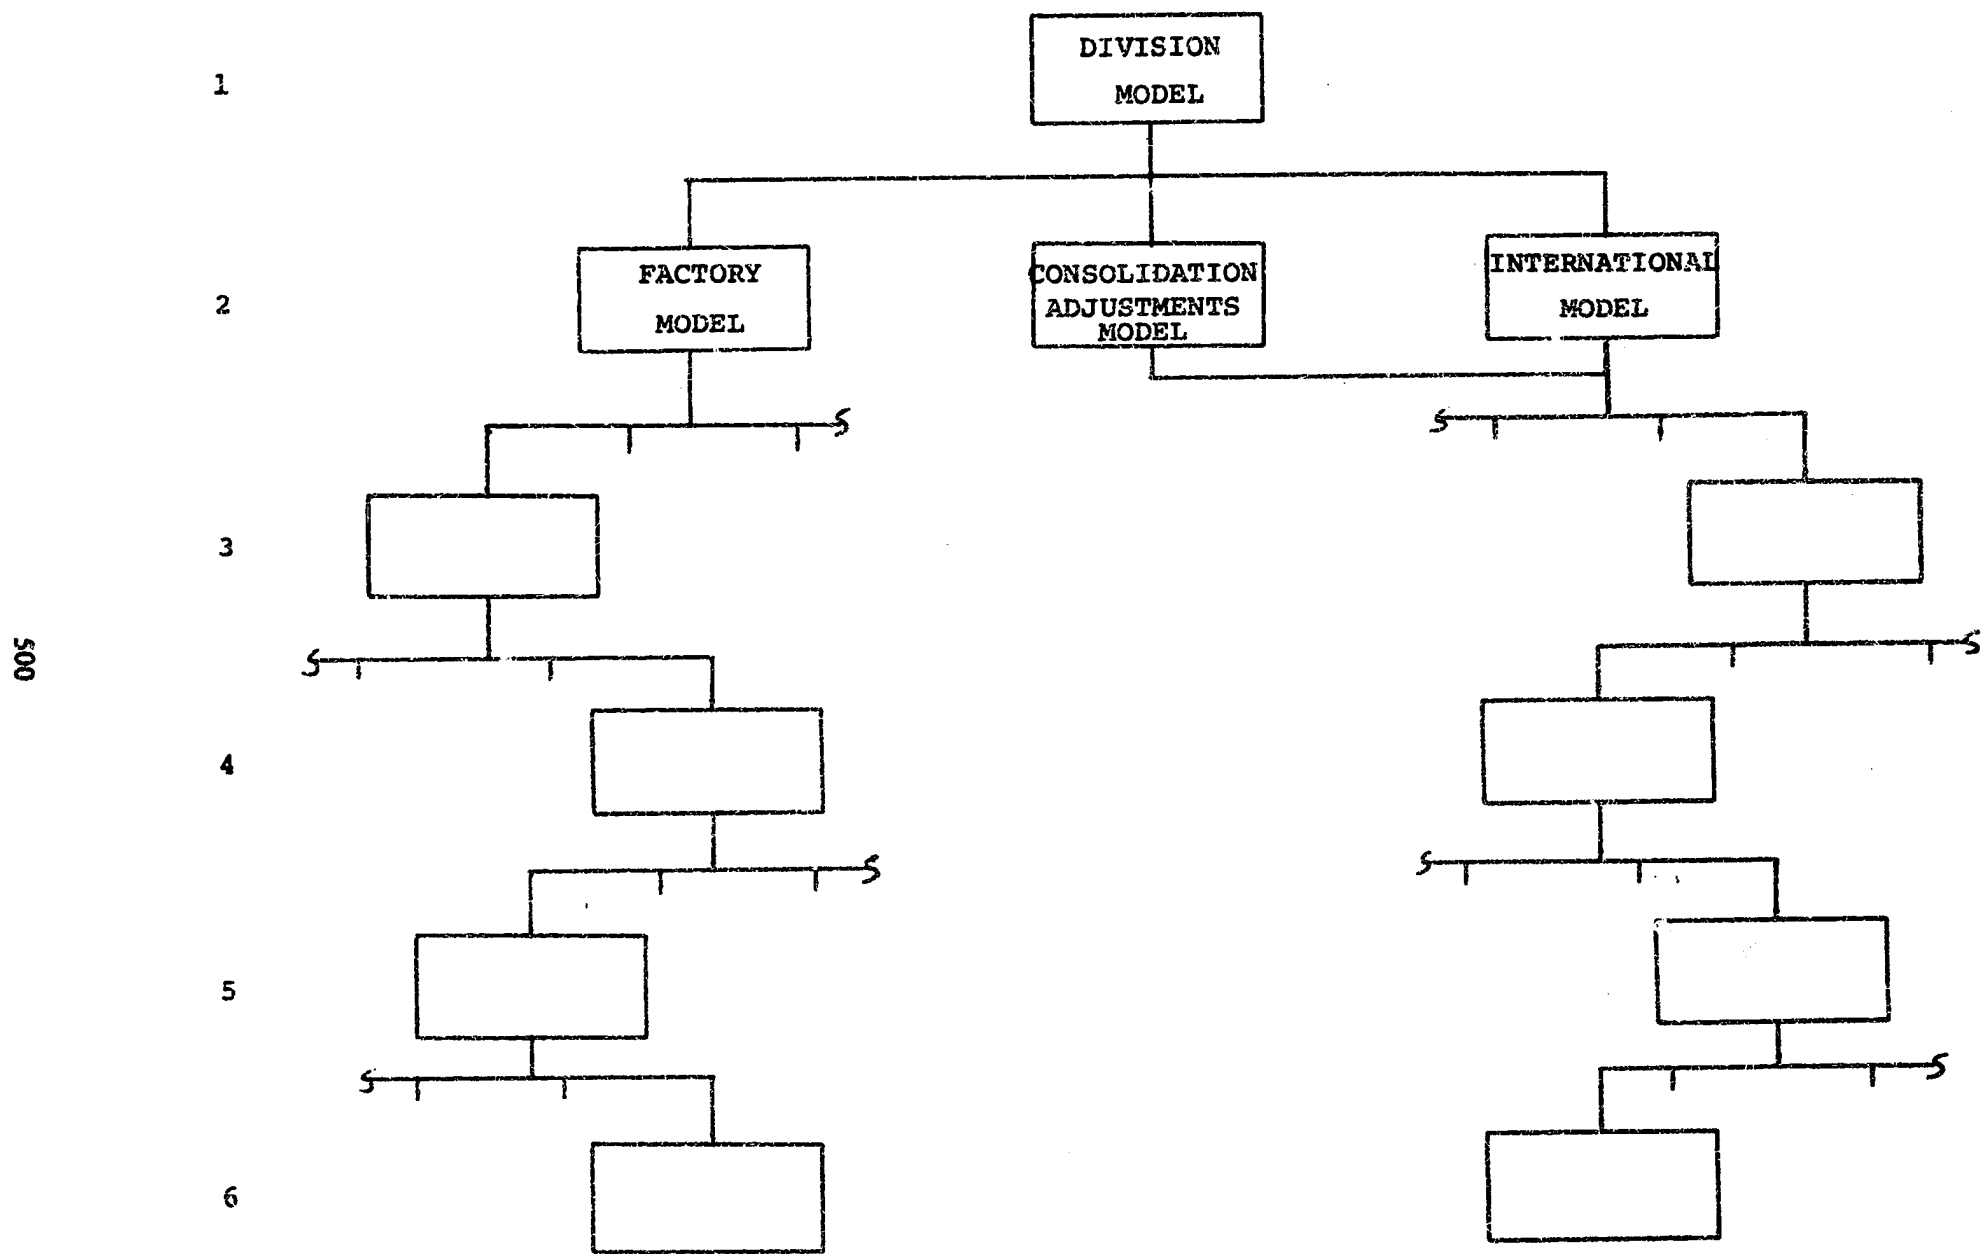 1
DIVISION
MODEL
2
FACTORY
MODEL
CONSOLIDATION
ADJUSTMENTS
MODEL
INTERNATIONAL
MODEL
3
500
4
5
6